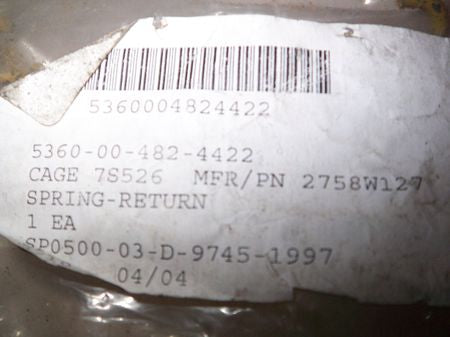 5360004824422
5360-00-482-4422
CAGE 7S526 MFR/PN 2758W127
SPRING-RETURN
1 EA
SP0500-03-D-9745-1997
04/04